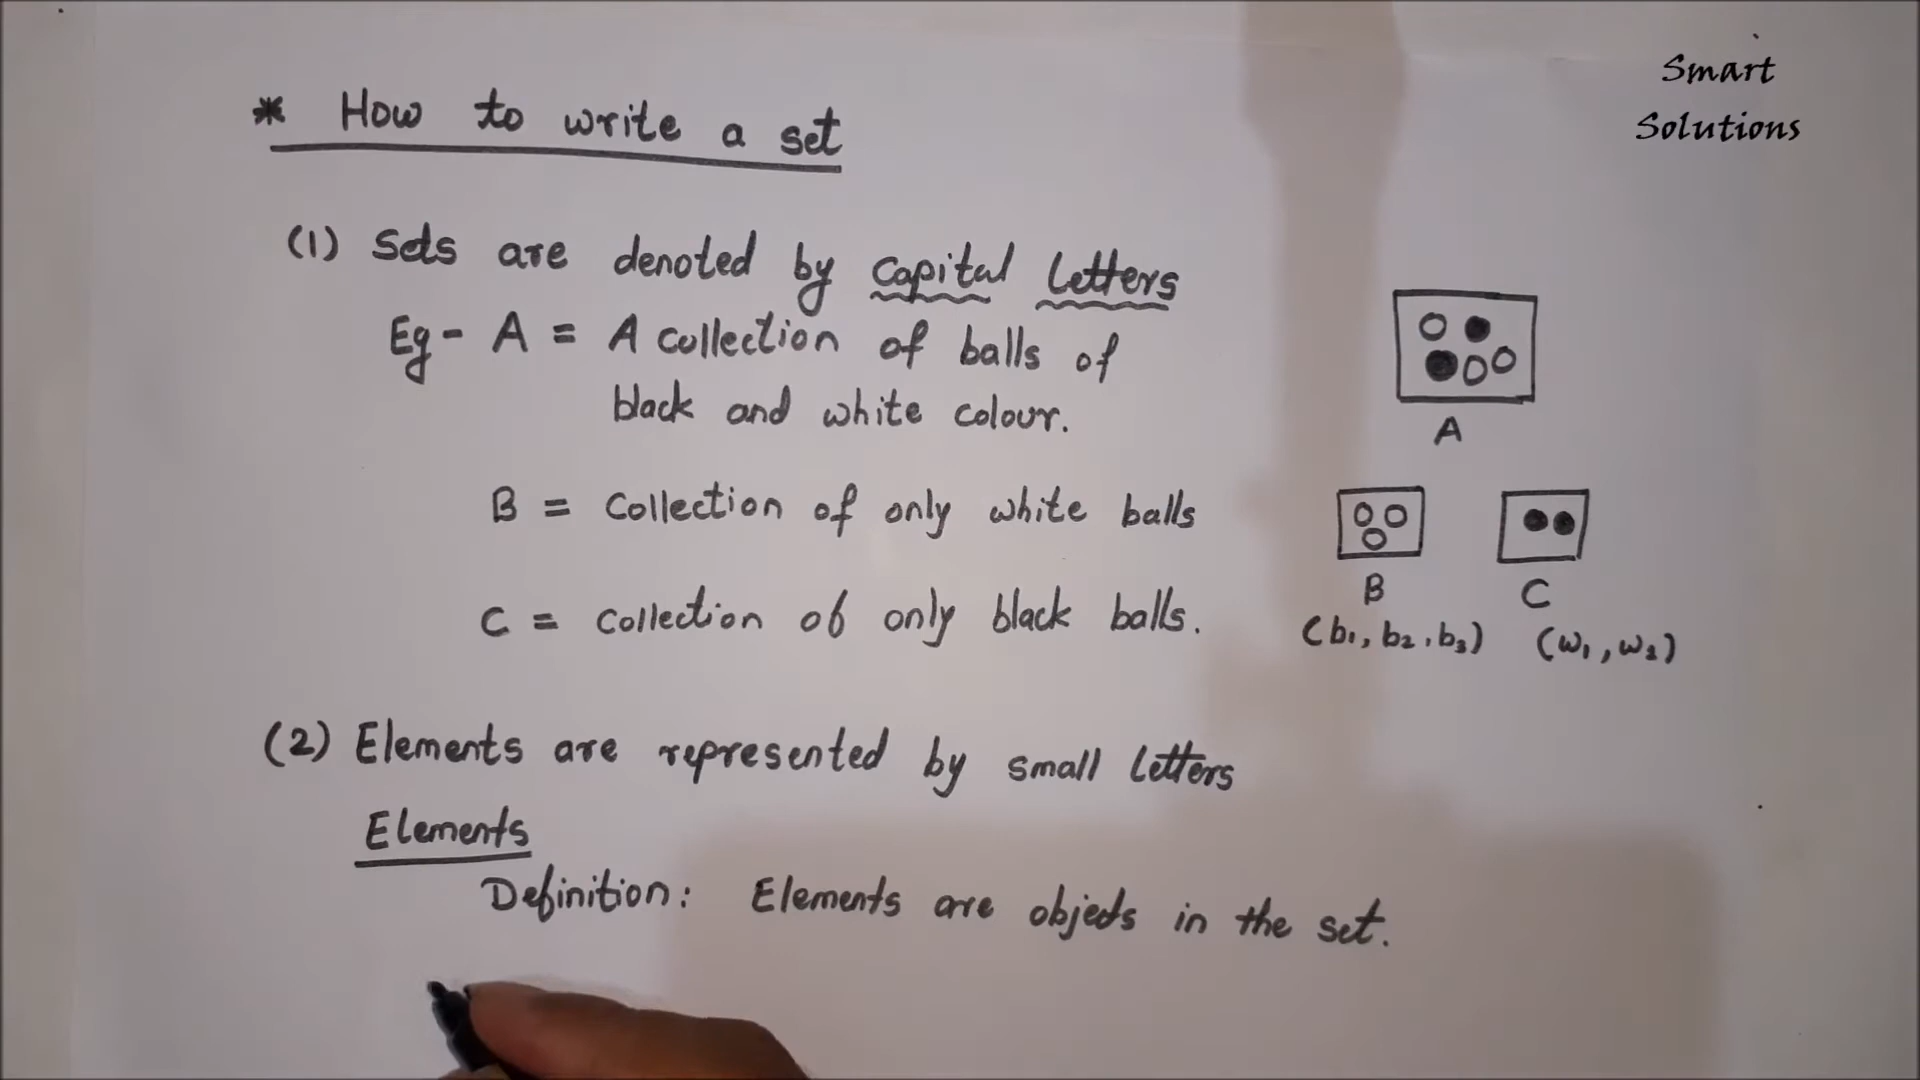 Smart
Solutions
* How to write a set
(1) Sets are denoted by capital letters
Eg - A = A collection of balls of
black and white colour.
A
B = Collection of only white balls
C = Collection of only black balls.
B
C
(b₁, b₂, b₃)
(w₁, w₂)
(2) Elements are represented by small letters
Elements
Definition: Elements are objects in the set.